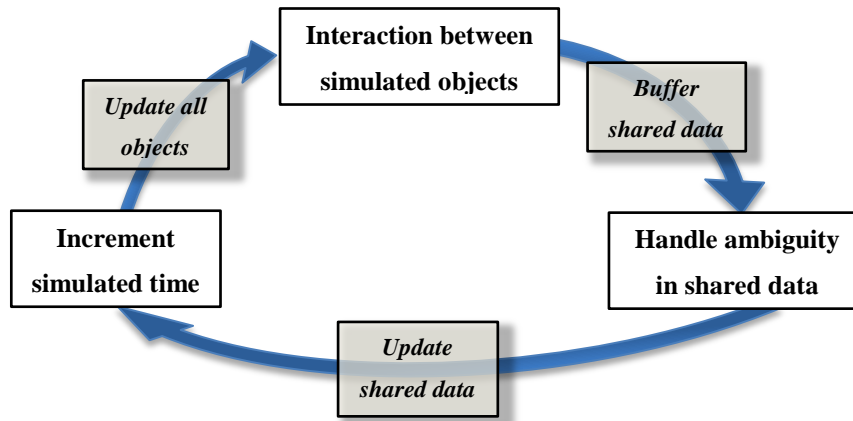 Interaction between
simulated objects
Update all
objects
Buffer
shared data
Increment
simulated time
Handle ambiguity
in shared data
Update
shared data